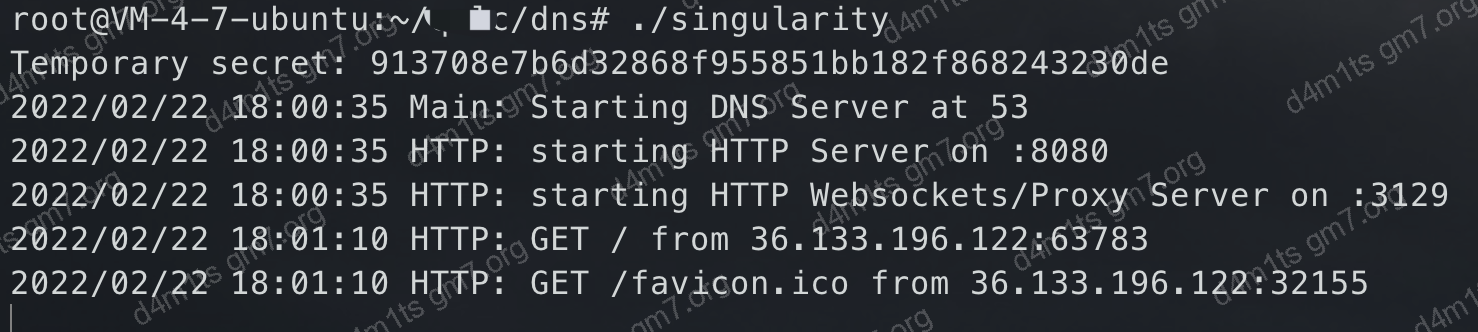 root@VM-4-7-ubuntu:~/ c/dns# ./singularity
Temporary secret: 913708e7b6d32868f955851bb182f868243230de
2022/02/22 18:00:35 Main: Starting DNS Server at 53
2022/02/22 18:00:35 HTTP: starting HTTP Server on :8080
2022/02/22 18:00:35 HTTP: starting HTTP Websockets/Proxy Server on :3129
2022/02/22 18:01:10 HTTP: GET / from 36.133.196.122:63783
2022/02/22 18:01:10 HTTP: GET /favicon.ico from 36.133.196.122:32155
d4m1ts gm7.org